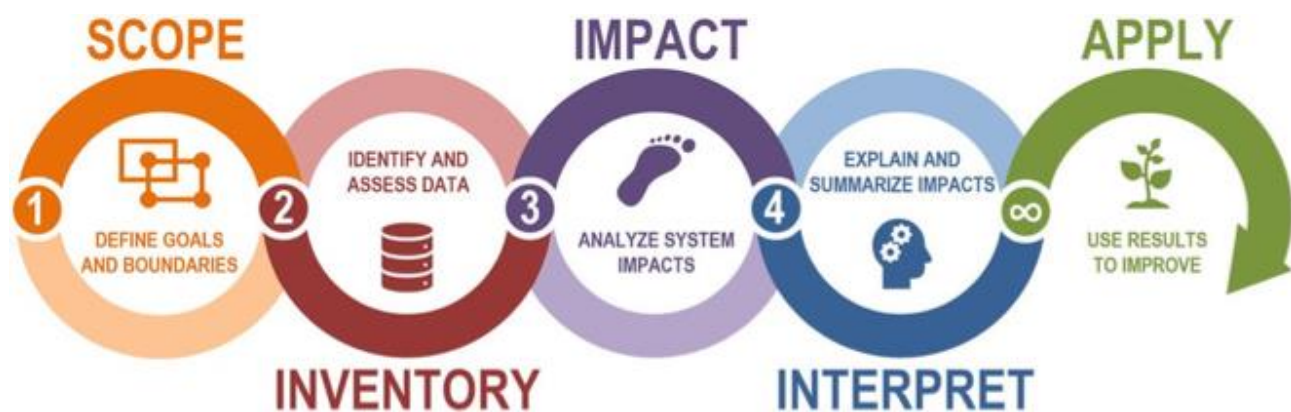 SCOPE
1
DEFINE GOALS
AND BOUNDARIES
2
IDENTIFY AND
ASSESS DATA
INVENTORY
IMPACT
3
ANALYZE SYSTEM
IMPACTS
4
EXPLAIN AND
SUMMARIZE IMPACTS
INTERPRET
APPLY
∞
USE RESULTS
TO IMPROVE